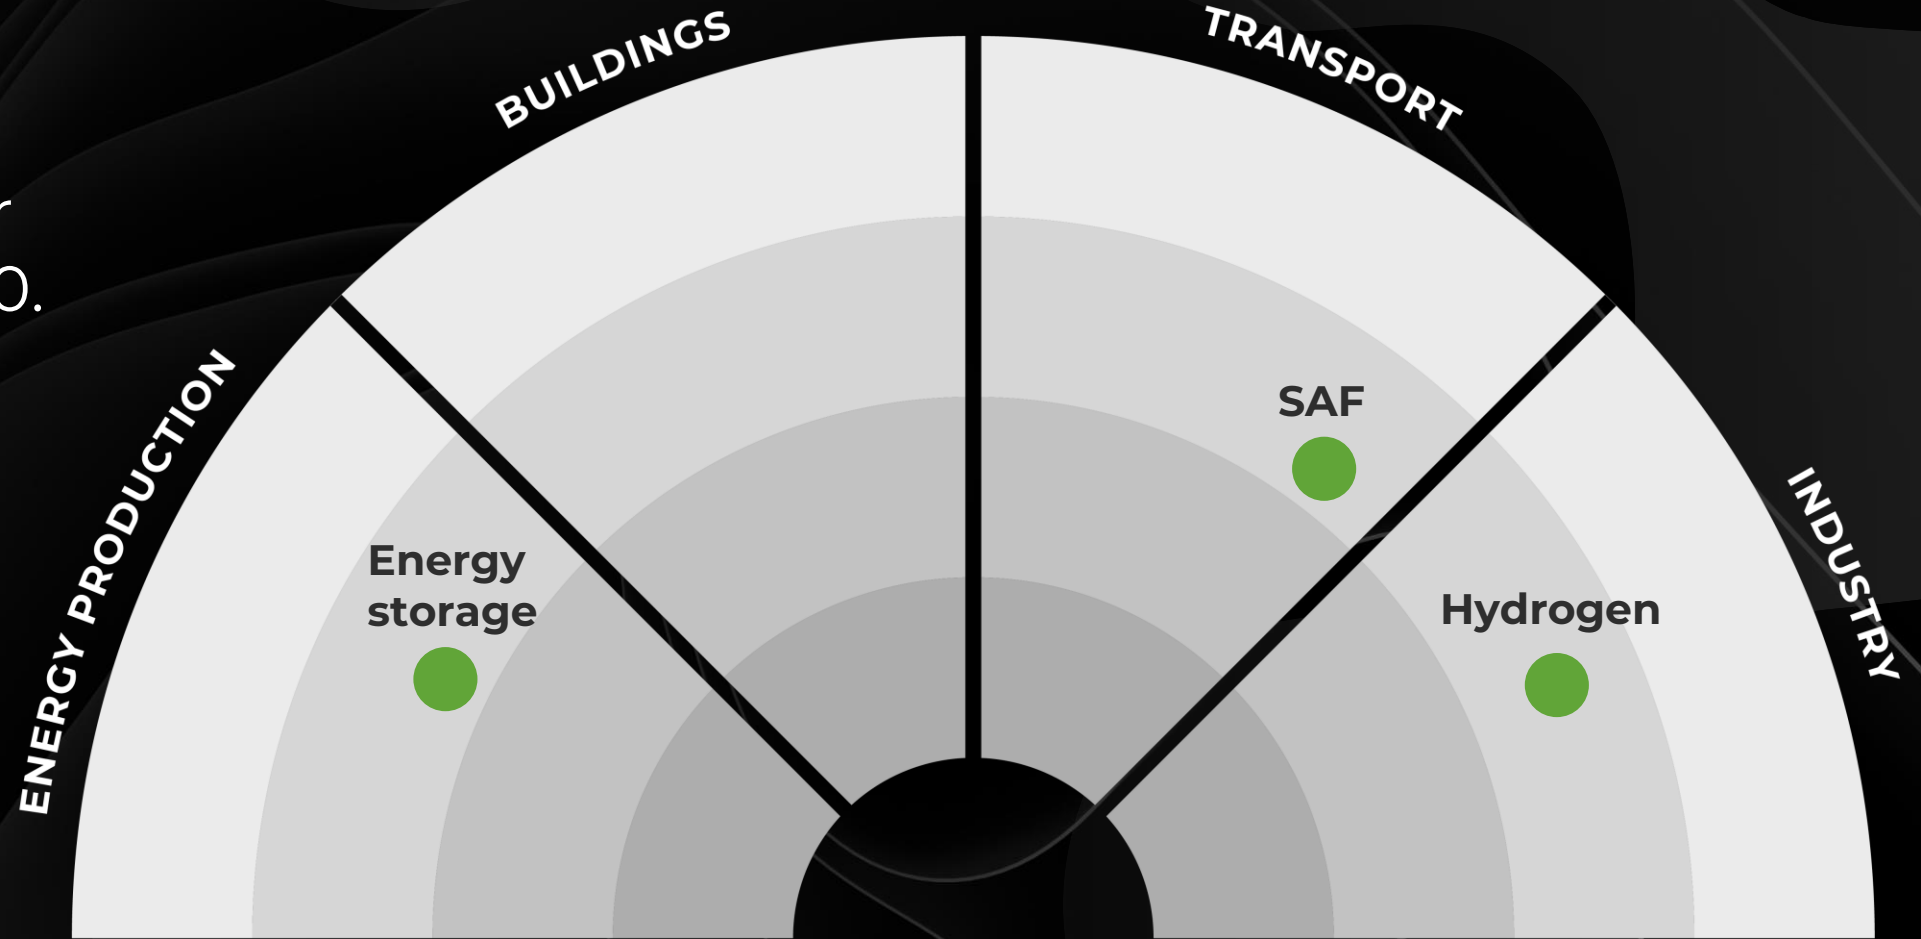 BUILDINGS
TRANSPORT
ENERGY PRODUCTION
INDUSTRY
SAF
Energy
storage
Hydrogen